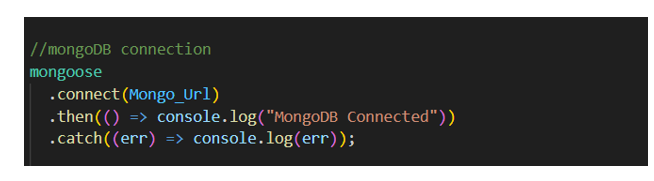 //mongoDB connection
mongoose
.connect(Mongo_Url)
.then(() => console.log("MongoDB Connected"))
.catch((err) => console.log(err));